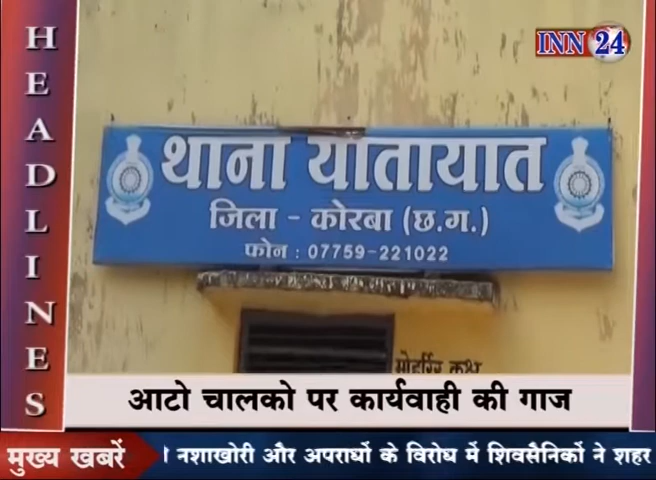 HEADLINES
INN 24
थाना यातायात
जिला - कोरबा (छ.ग.)
फोन : 07759-221022
आटो चालको पर कार्यवाही की गाज
मुख्य खबरें
नशाखोरी और अपराधों के विरोध में शिवसैनिकों ने शहर